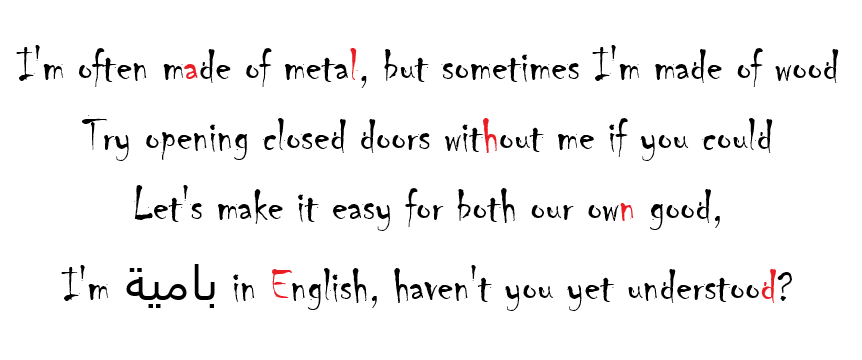 I'm often made of metal, but sometimes I'm made of wood
Try opening closed doors without me if you could
Let's make it easy for both our own good,
I'm بامية in English, haven't you yet understood?